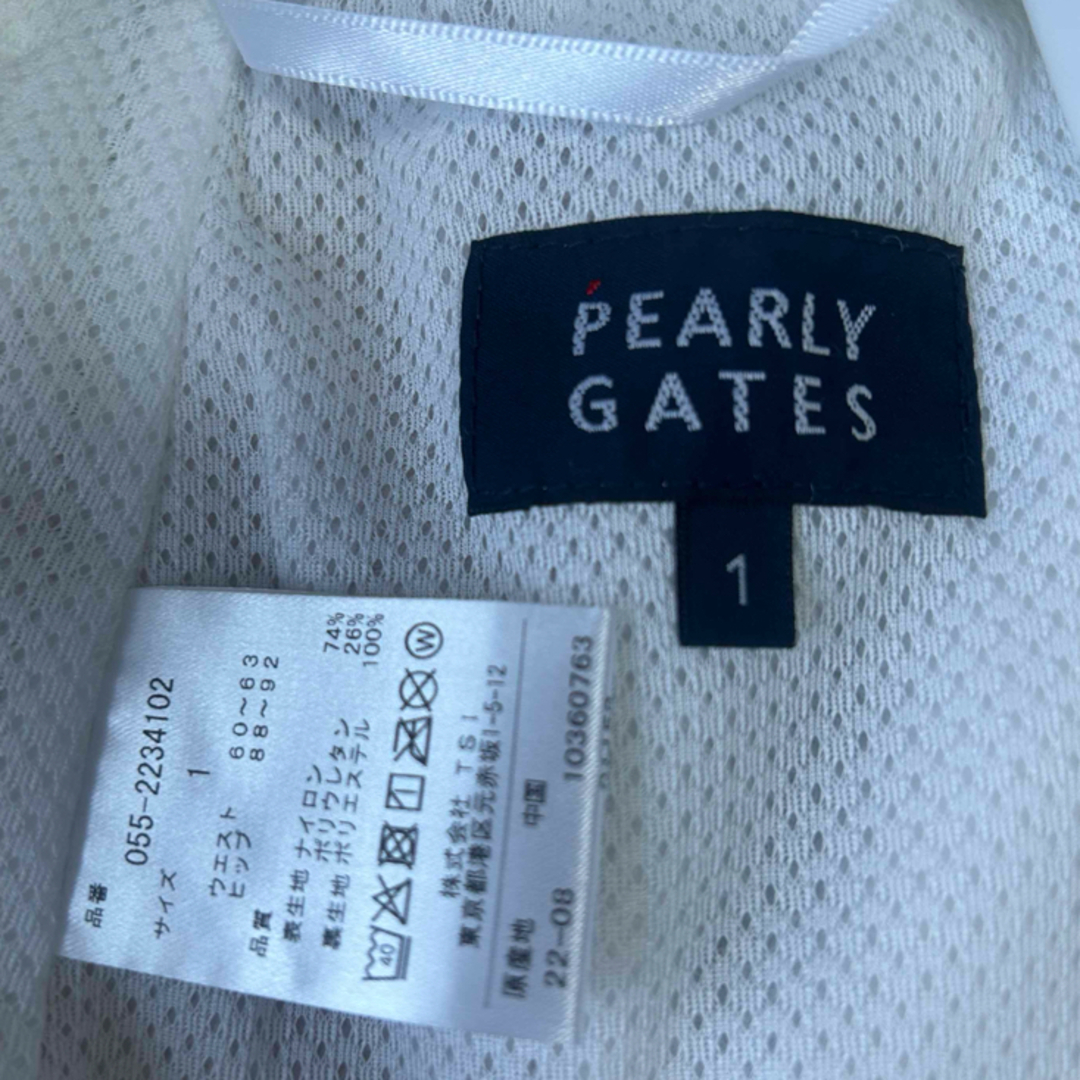 PEARLY
GATES
1
品番 055-2234102
サイズ 1
ウエスト 60〜63
ヒップ 88〜92
品質
表生地 ナイロン 74%
ポリウレタン 26%
裏生地 ポリエステル 100%
40
W
株式会社 TSI
東京都港区元赤坂1-5-12
原産地 中国
22-08 10360763